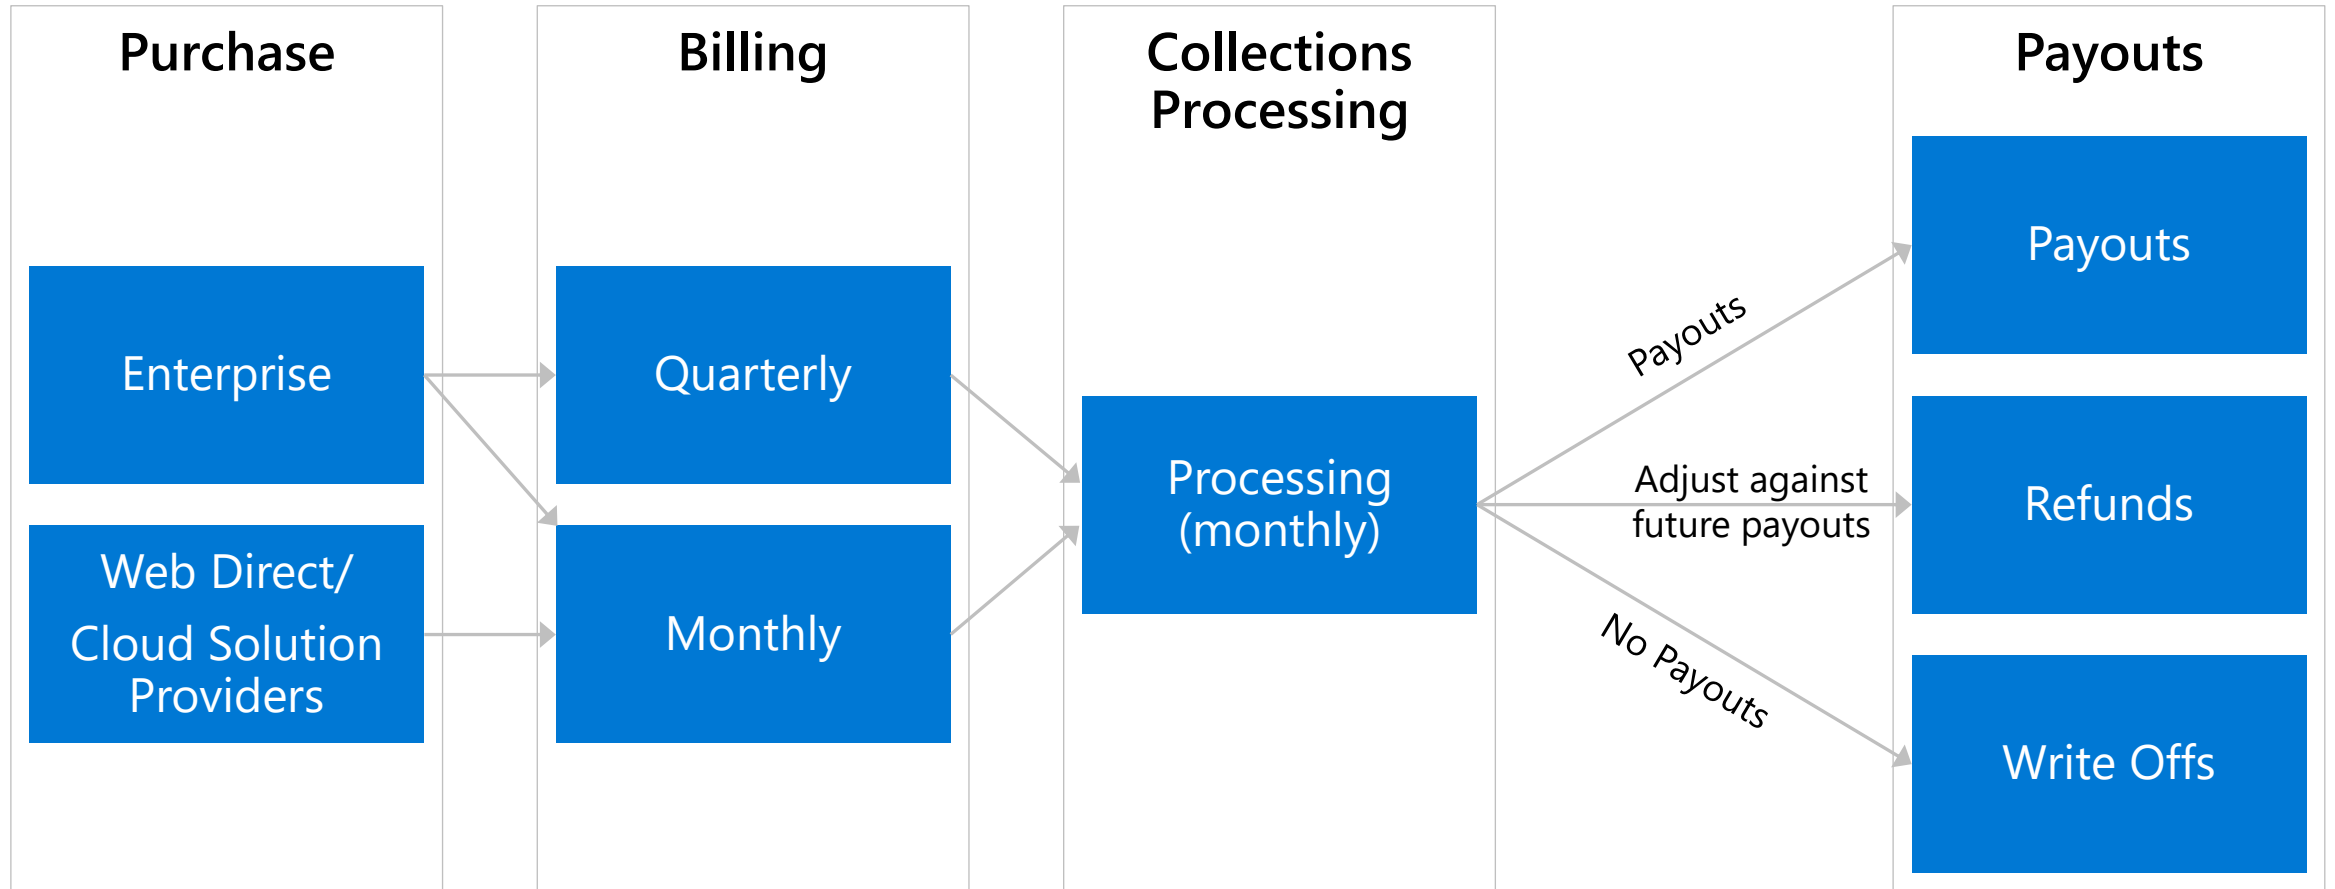 Purchase
Enterprise
Web Direct/
Cloud Solution
Providers
Billing
Quarterly
Monthly
Collections
Processing
Processing
(monthly)
Payouts
Adjust against
future payouts
No Payouts
Payouts
Payouts
Refunds
Write Offs